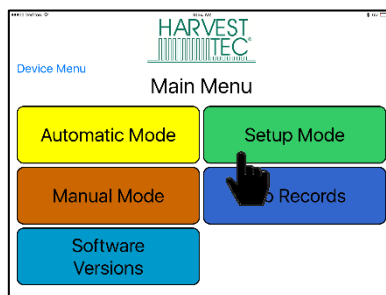 HARVEST
TEC
Device Menu
Main Menu
Automatic Mode
Setup Mode
Manual Mode
Records
Software
Versions